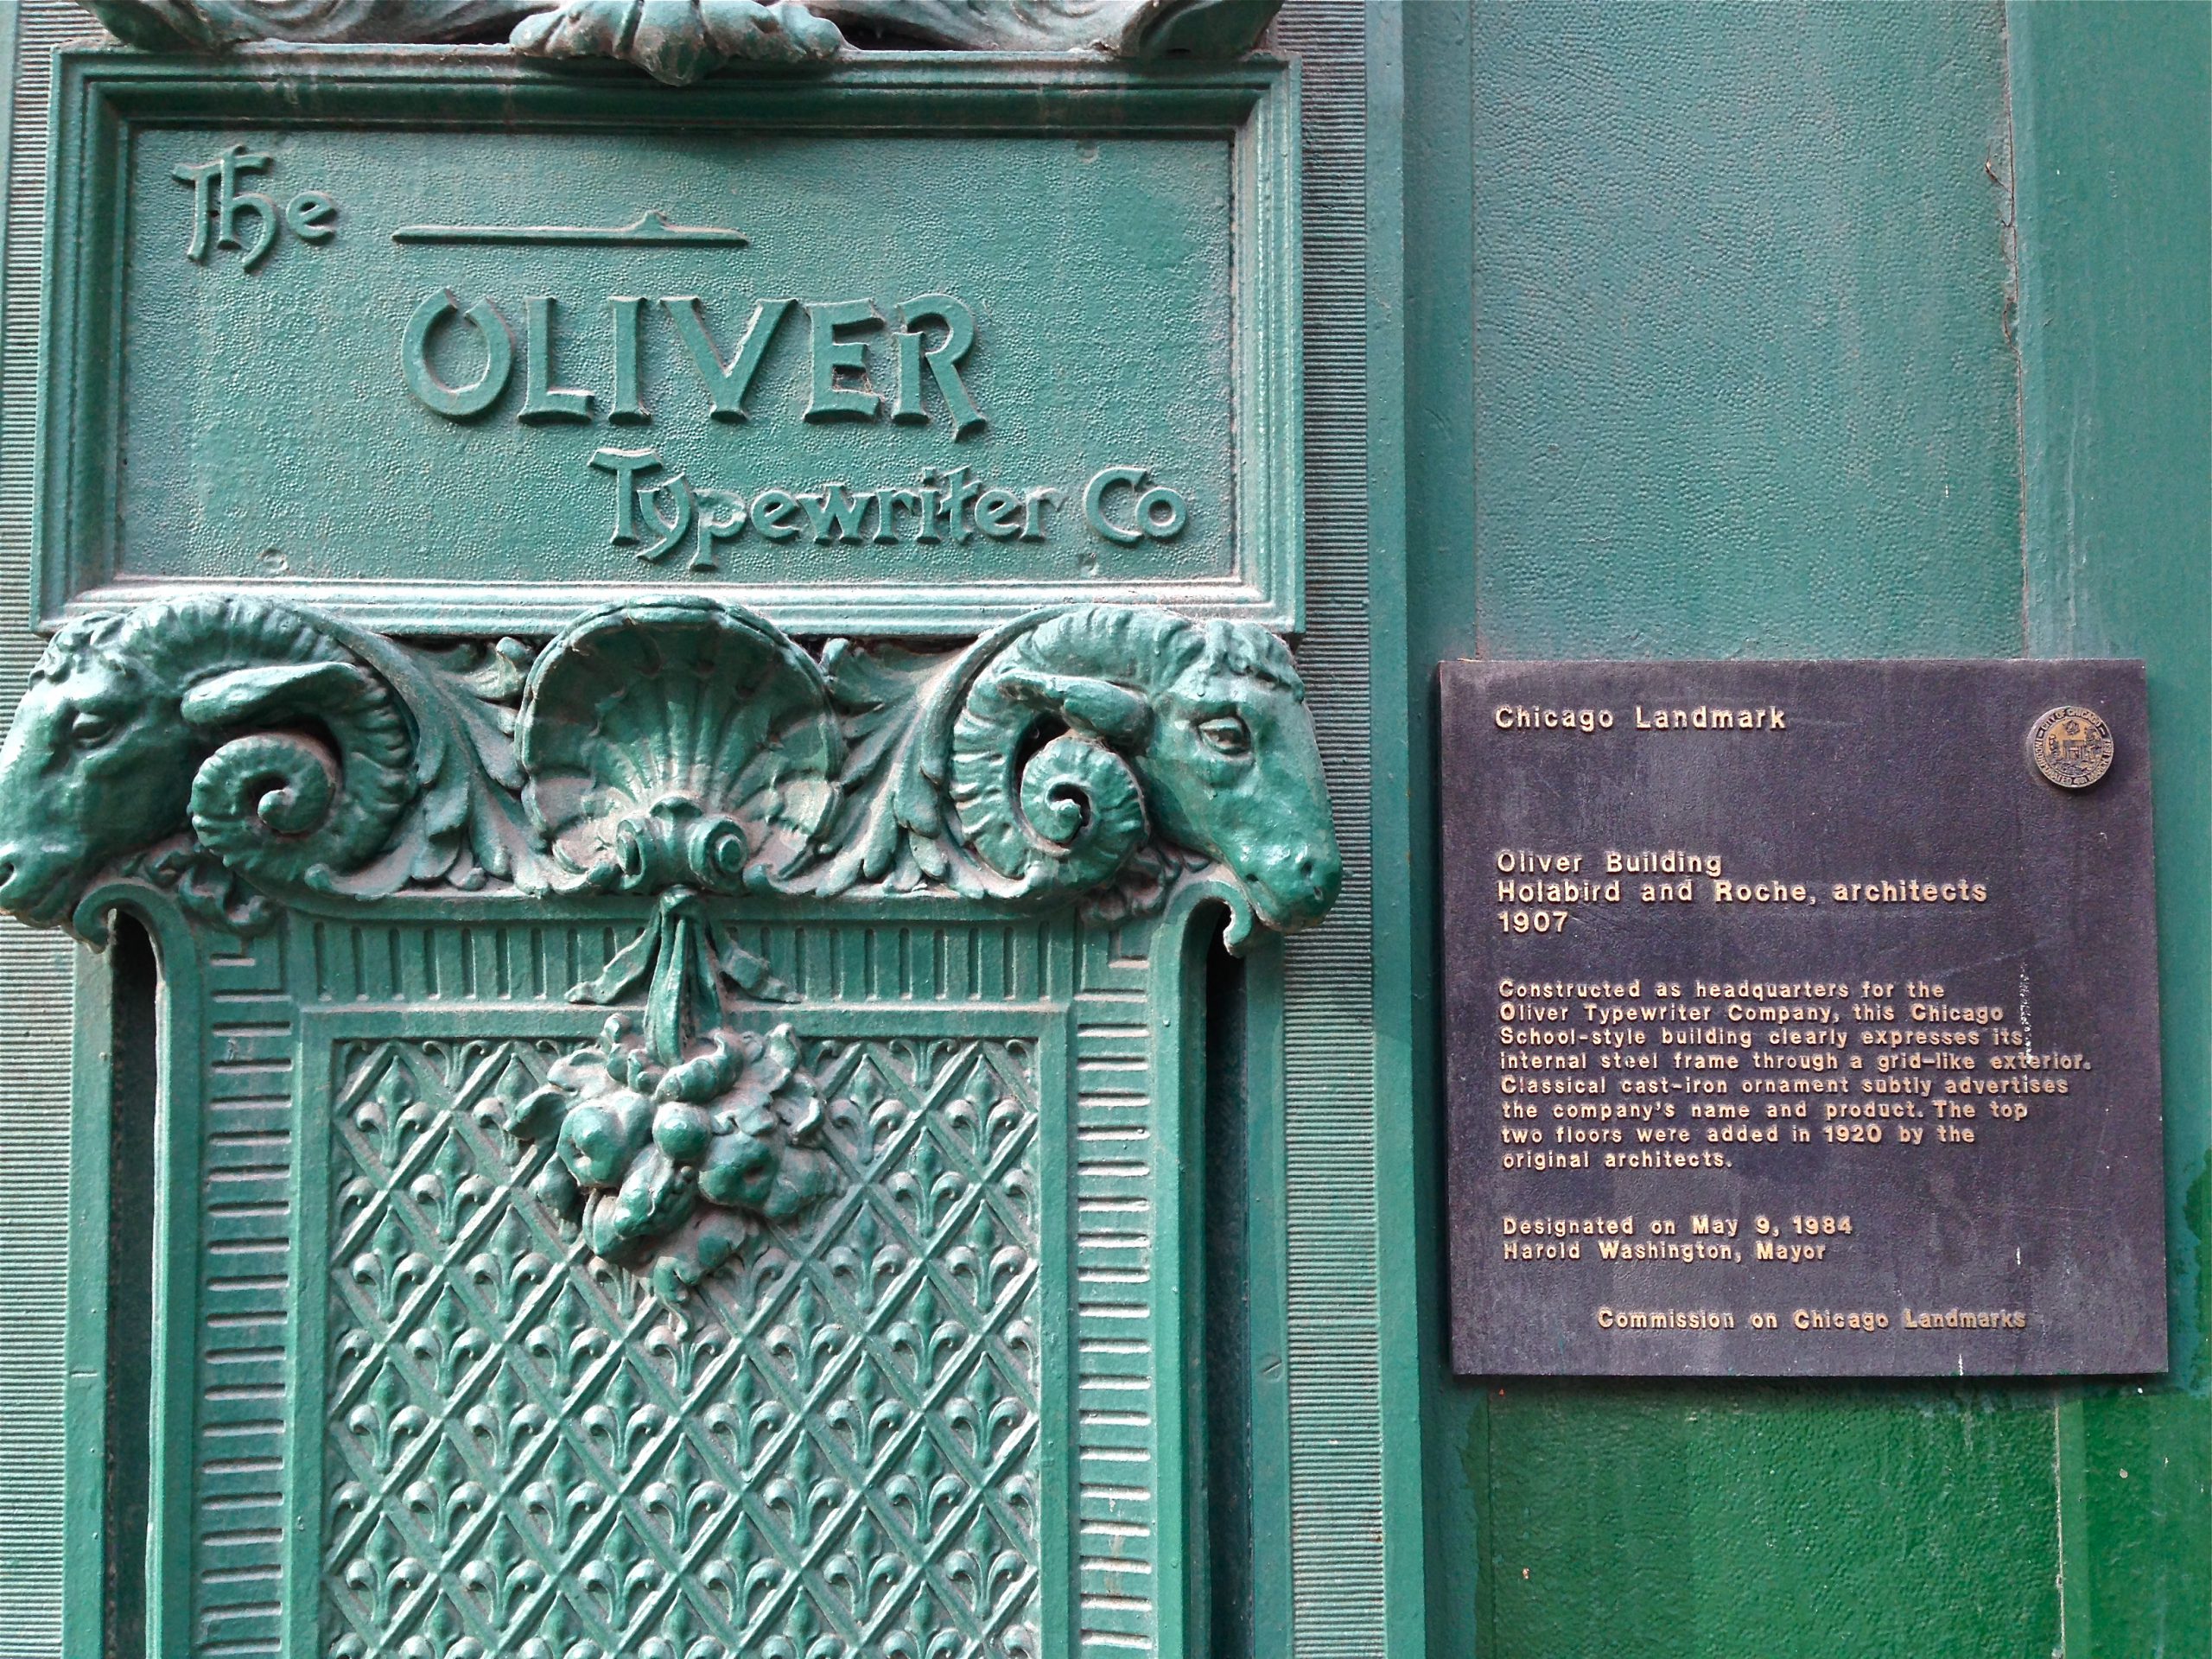 The
OLIVER
Typewriter Co
Chicago Landmark
Oliver Building
Holabird and Roche, architects
1907
Constructed as headquarters for the
Oliver Typewriter Company, this Chicago
School-style building clearly expresses its
internal steel frame through a grid-like exterior.
Classical cast-iron ornament subtly advertises
the company's name and product. The top
two floors were added in 1920 by the
original architects.
Designated on May 9, 1984
Harold Washington, Mayor
Commission on Chicago Landmarks